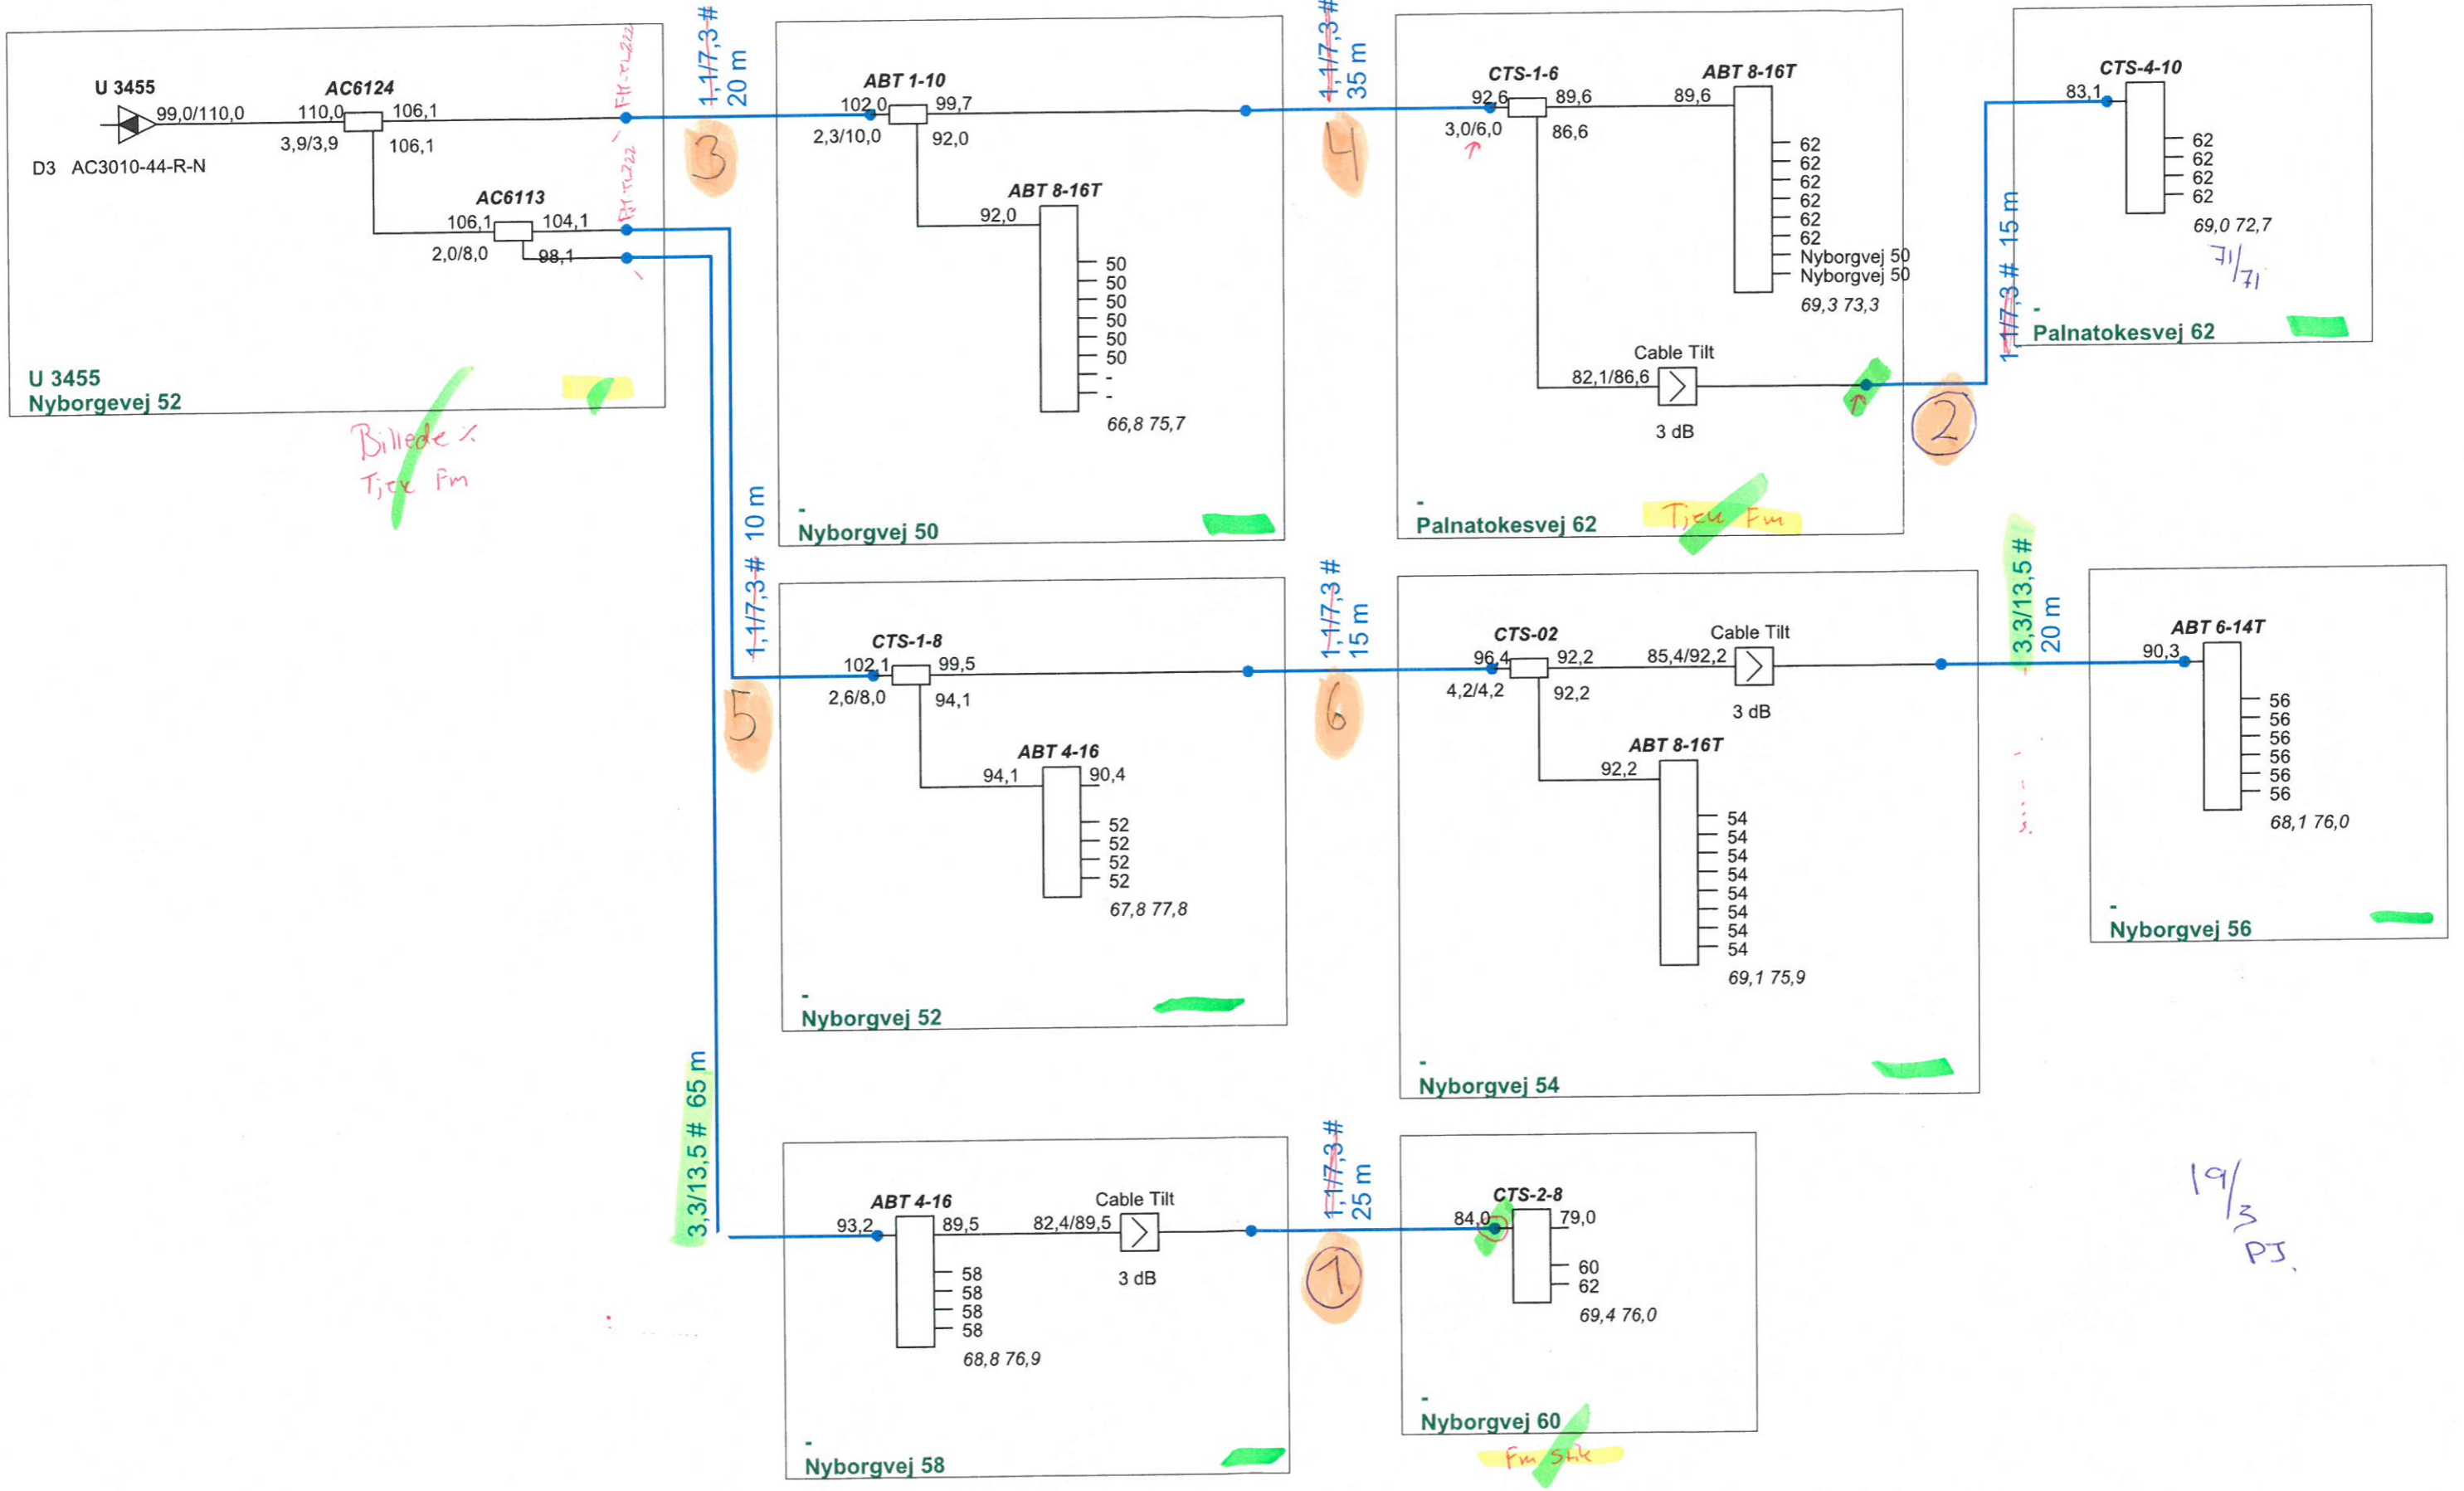 U 3455
99,0/110,0
D3 AC3010-44-R-N
AC6124
110,0
106,1
3,9/3,9
106,1
AC6113
106,1
104,1
2,0/8,0
98,1
U 3455
Nyborgevej 52
Billede %
Tjek Fm
1,1/7,3 #
20 m
3
ABT 1-10
102,0
99,7
2,3/10,0
92,0
ABT 8-16T
92,0
50
50
50
50
50
50
-
-
66,8 75,7
-
Nyborgvej 50
1,1/7,3 #
35 m
4
CTS-1-6
92,6
89,6
3,0/6,0
86,6
ABT 8-16T
89,6
62
62
62
62
62
62
Nyborgvej 50
Nyborgvej 50
69,3 73,3
Cable Tilt
82,1/86,6
3 dB
-
Palnatokesvej 62
Tjek Fm
2
1,1/7,3 # 15 m
CTS-4-10
83,1
62
62
62
62
69,0 72,7
71/71
-
Palnatokesvej 62
1,1/7,3 # 10 m
5
CTS-1-8
102,1
99,5
2,6/8,0
94,1
ABT 4-16
94,1
90,4
52
52
52
52
67,8 77,8
-
Nyborgvej 52
1,1/7,3 #
15 m
6
CTS-02
96,4
92,2
4,2/4,2
92,2
Cable Tilt
85,4/92,2
3 dB
ABT 8-16T
92,2
54
54
54
54
54
54
54
54
69,1 75,9
-
Nyborgvej 54
3,3/13,5 #
20 m
ABT 6-14T
90,3
56
56
56
56
56
56
68,1 76,0
-
Nyborgvej 56
3,3/13,5 # 65 m
ABT 4-16
93,2
89,5
58
58
58
58
68,8 76,9
Cable Tilt
82,4/89,5
3 dB
-
Nyborgvej 58
1,1/7,3 #
25 m
1
CTS-2-8
84,0
79,0
60
62
69,4 76,0
-
Nyborgvej 60
Fm Stik
19/3
PJ.